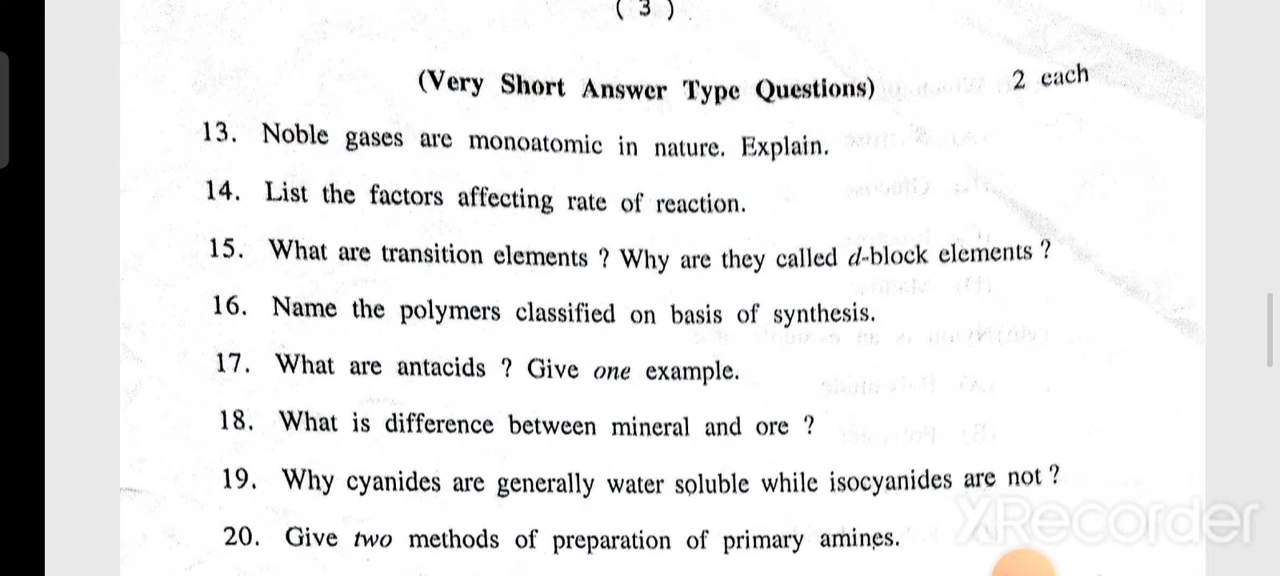 ( 3 )
(Very Short Answer Type Questions) 2 each
13. Noble gases are monoatomic in nature. Explain.
14. List the factors affecting rate of reaction.
15. What are transition elements ? Why are they called d-block elements ?
16. Name the polymers classified on basis of synthesis.
17. What are antacids ? Give one example.
18. What is difference between mineral and ore ?
19. Why cyanides are generally water soluble while isocyanides are not ?
20. Give two methods of preparation of primary amines.
XRecorder